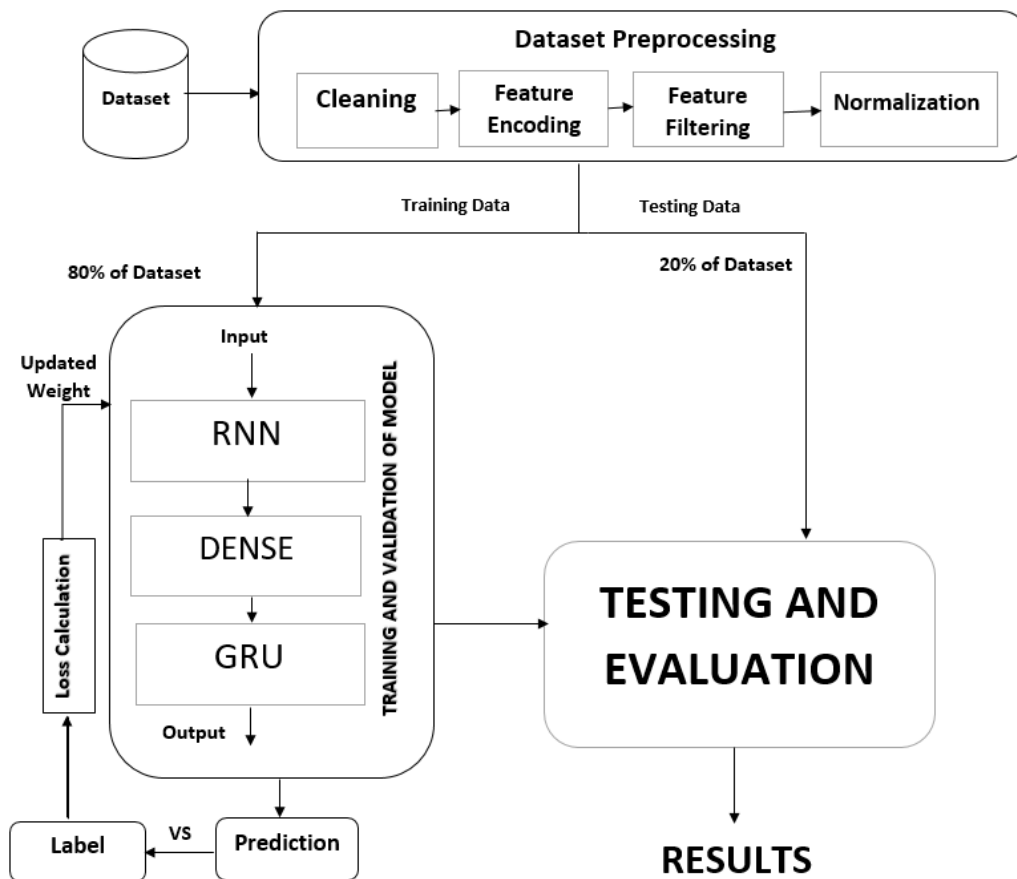 Dataset Preprocessing
Dataset
Cleaning
Feature
Encoding
Feature
Filtering
Normalization
Training Data
Testing Data
80% of Dataset
20% of Dataset
Input
Updated
Weight
RNN
DENSE
GRU
Output
TRAINING AND VALIDATION OF MODEL
Loss Calculation
TESTING AND
EVALUATION
Label
VS
Prediction
RESULTS